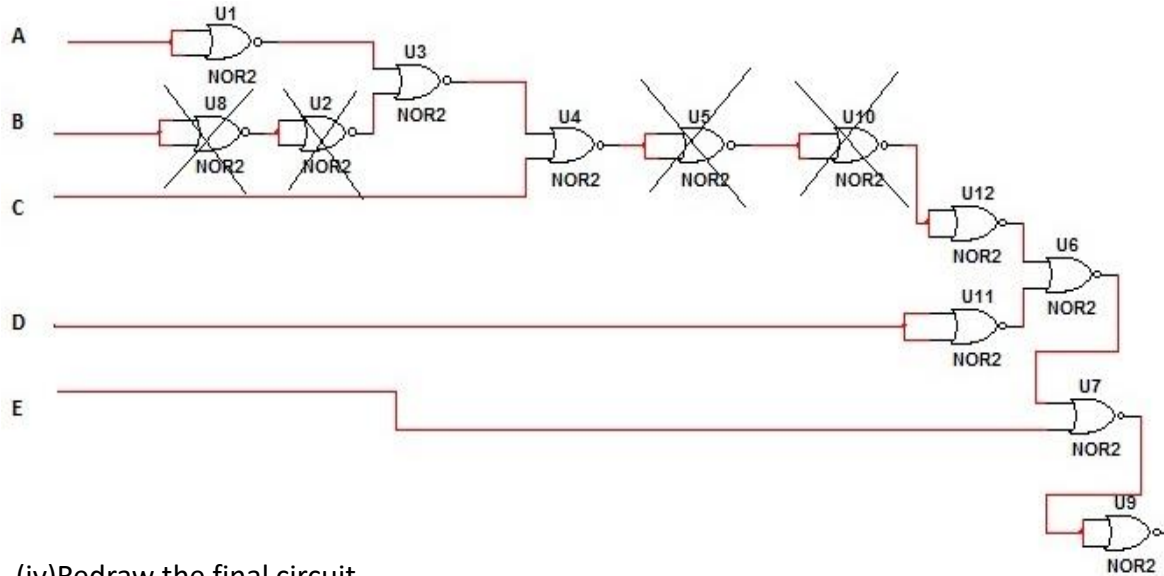 U1
A
U3
NOR2
U8 U2
NOR2
B
U4 U5 U10
NOR2 NOR2
NOR2 NOR2 NOR2
C
U12
U6
NOR2
U11
NOR2
D
NOR2
U7
E
NOR2
U9
(iv)Redraw the final circuit
NOR2